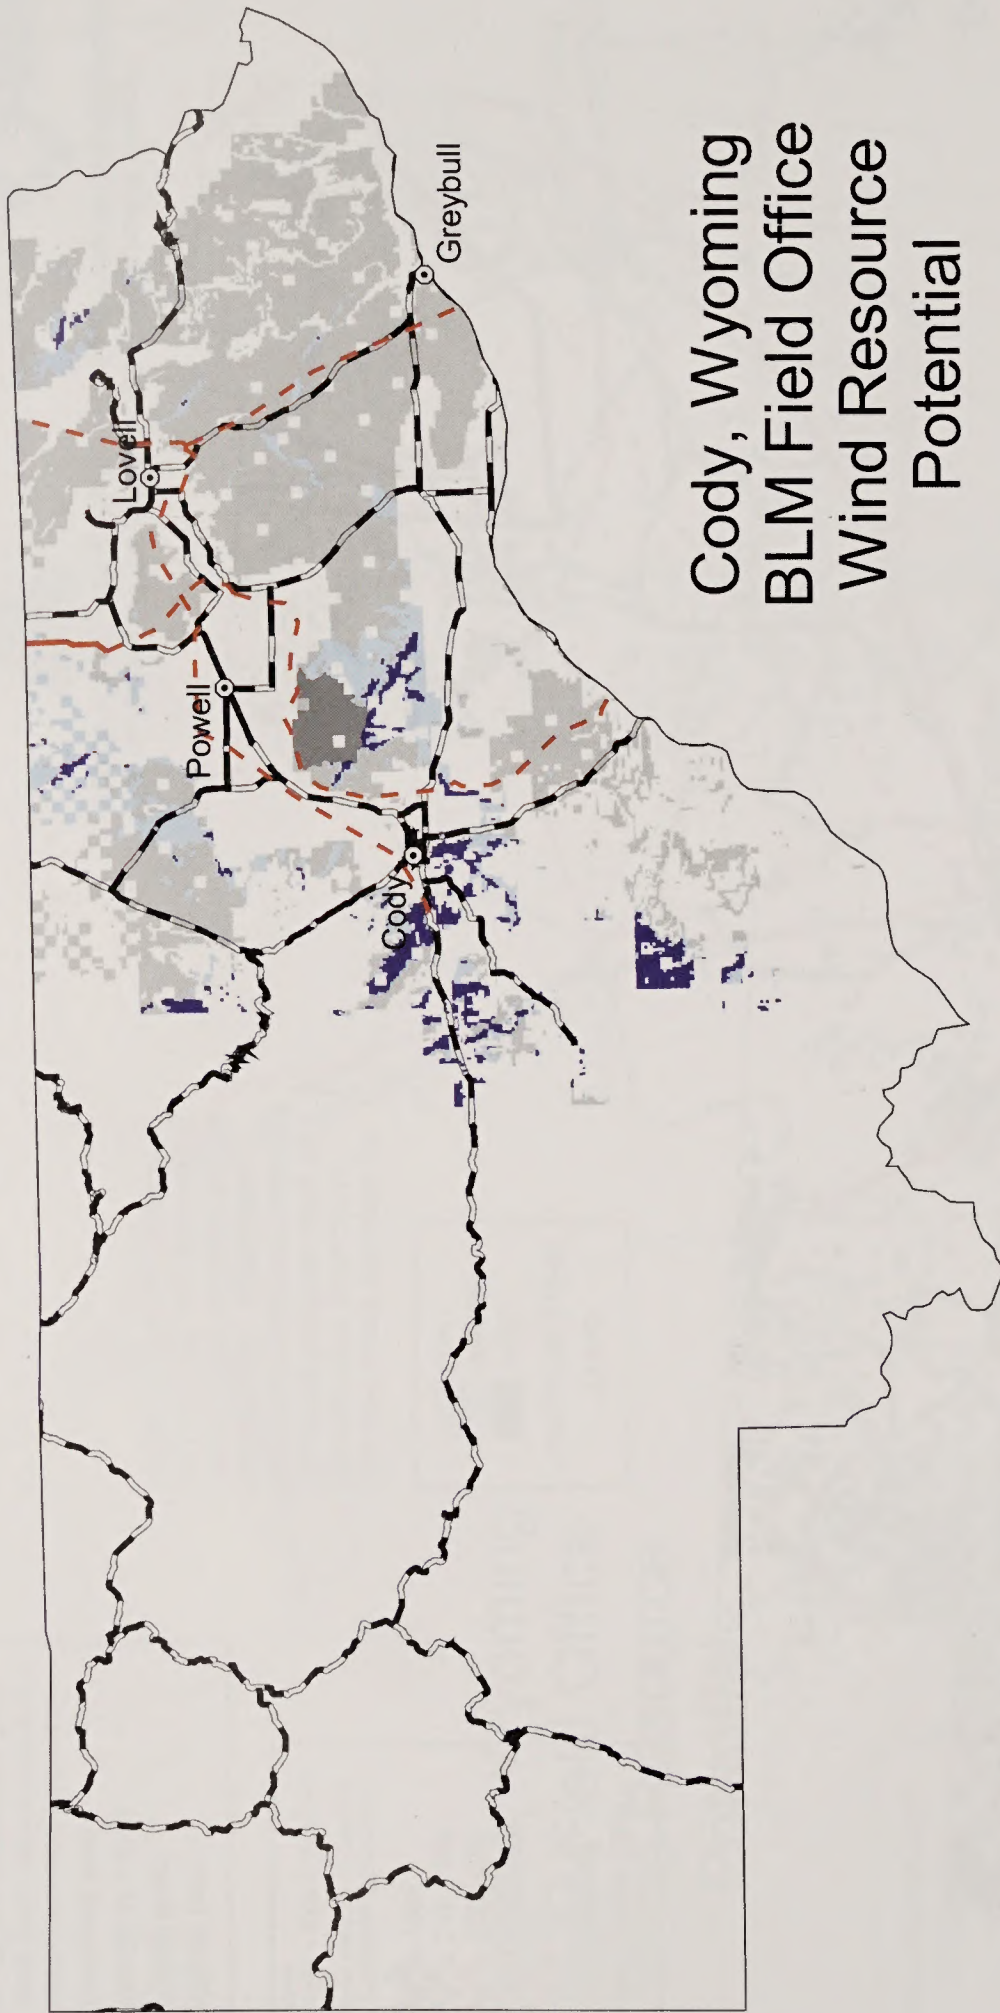 Lovell
Powell
Cody
Greybull
Cody, Wyoming
BLM Field Office
Wind Resource
Potential